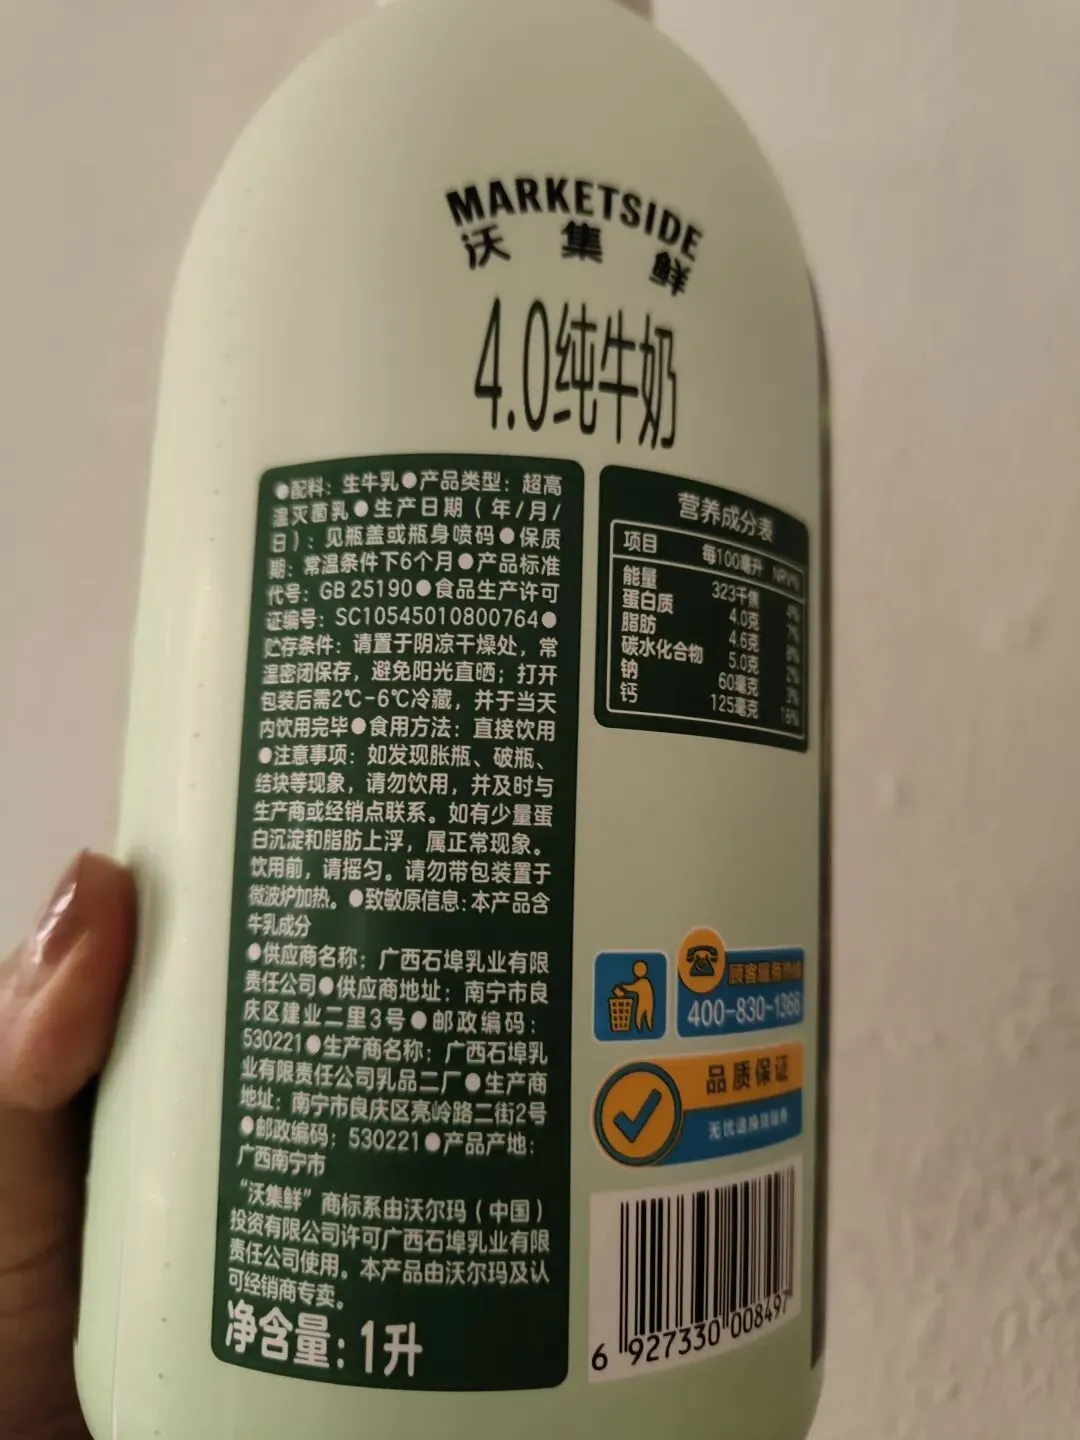 MARKETSIDE
沃集鲜
4.0纯牛奶
●配料：生牛乳●产品类型：超高
温灭菌乳●生产日期（年/月/
日）：见瓶盖或瓶身喷码●保质
期：常温条件下6个月●产品标准
代号：GB 25190●食品生产许可
证编号：SC10545010800764●
贮存条件：请置于阴凉干燥处，常
温密闭保存，避免阳光直晒；打开
包装后需2℃-6℃冷藏，并于当天
内饮用完毕●食用方法：直接饮用
●注意事项：如发现胀瓶、破瓶、
结块等现象，请勿饮用，并及时与
生产商或经销点联系。如有少量蛋
白沉淀和脂肪上浮，属正常现象。
饮用前，请摇匀。请勿带包装置于
微波炉加热。●致敏原信息：本产品含
牛乳成分
●供应商名称：广西石埠乳业有限
责任公司●供应商地址：南宁市良
庆区建业二里3号●邮政编码：
530221●生产商名称：广西石埠乳
业有限责任公司乳品二厂●生产商
地址：南宁市良庆区亮岭路二街2号
●邮政编码：530221●产品产地：
广西南宁市
“沃集鲜”商标系由沃尔玛（中国）
投资有限公司许可广西石埠乳业有限
责任公司使用。本产品由沃尔玛及认
可经销商专卖。
净含量：1升
营养成分表
项目 每100毫升 NRV%
能量 323千焦 4%
蛋白质 4.0克 7%
脂肪 4.6克 8%
碳水化合物 5.0克 2%
钠 60毫克 3%
钙 125毫克 16%
顾客服务热线
400-830-1366
品质保证
无忧退换货服务
6 927330 008497